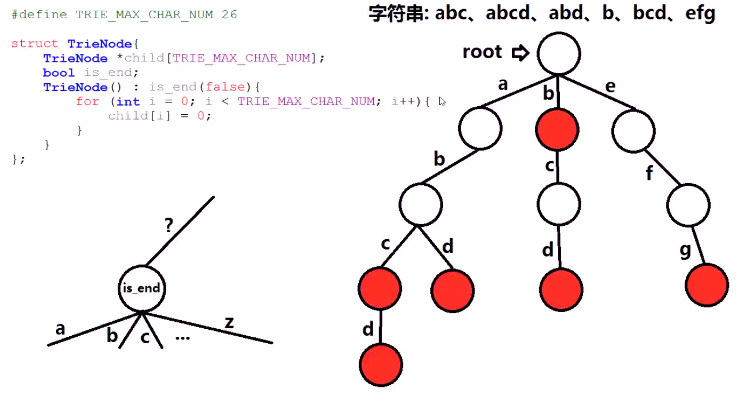 #define TRIE_MAX_CHAR_NUM 26
struct TrieNode{
    TrieNode *child[TRIE_MAX_CHAR_NUM];
    bool is_end;
    TrieNode() : is_end(false){
        for (int i = 0; i < TRIE_MAX_CHAR_NUM; i++){
            child[i] = 0;
        }
    }
};
字符串: abc、abcd、abd、b、bcd、efg
root
a
b
e
b
c
f
c
d
d
g
d
?
is_end
a
b
c
...
z